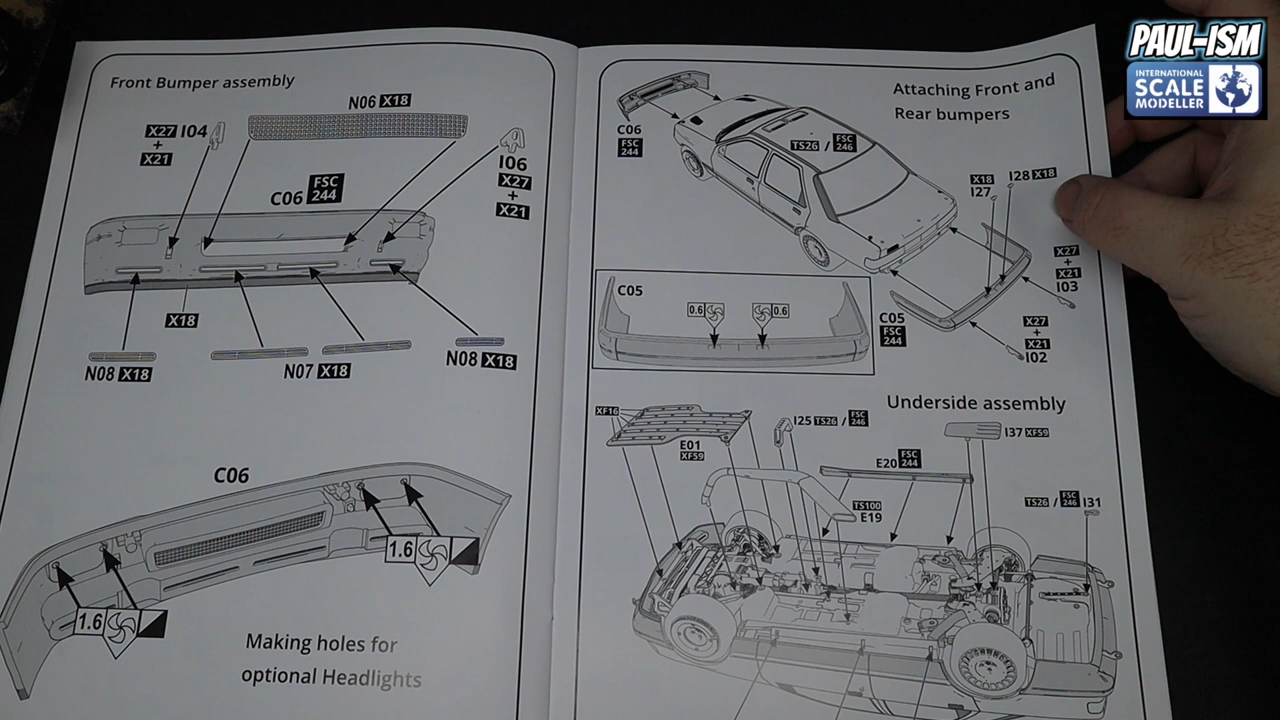 PAUL-ISM
INTERNATIONAL
SCALE
MODELLER
Front Bumper assembly
N06 X18
X27 I04
+
X21
I06
X27
+
X21
C06 FSC 244
X18
N08 X18
N07 X18
N08 X18
C06
1.6
1.6
Making holes for
optional Headlights
Attaching Front and
Rear bumpers
C06
FSC
244
TS26 / FSC 246
X18
I27
I28 X18
X27
+
X21
I03
C05
FSC
244
X27
+
X21
I02
C05
0.6
0.6
Underside assembly
XF16
E01
XF59
I25 TS26 / FSC 246
I37 XF59
E20 FSC 244
TS100
E19
TS26 / FSC 246 I31